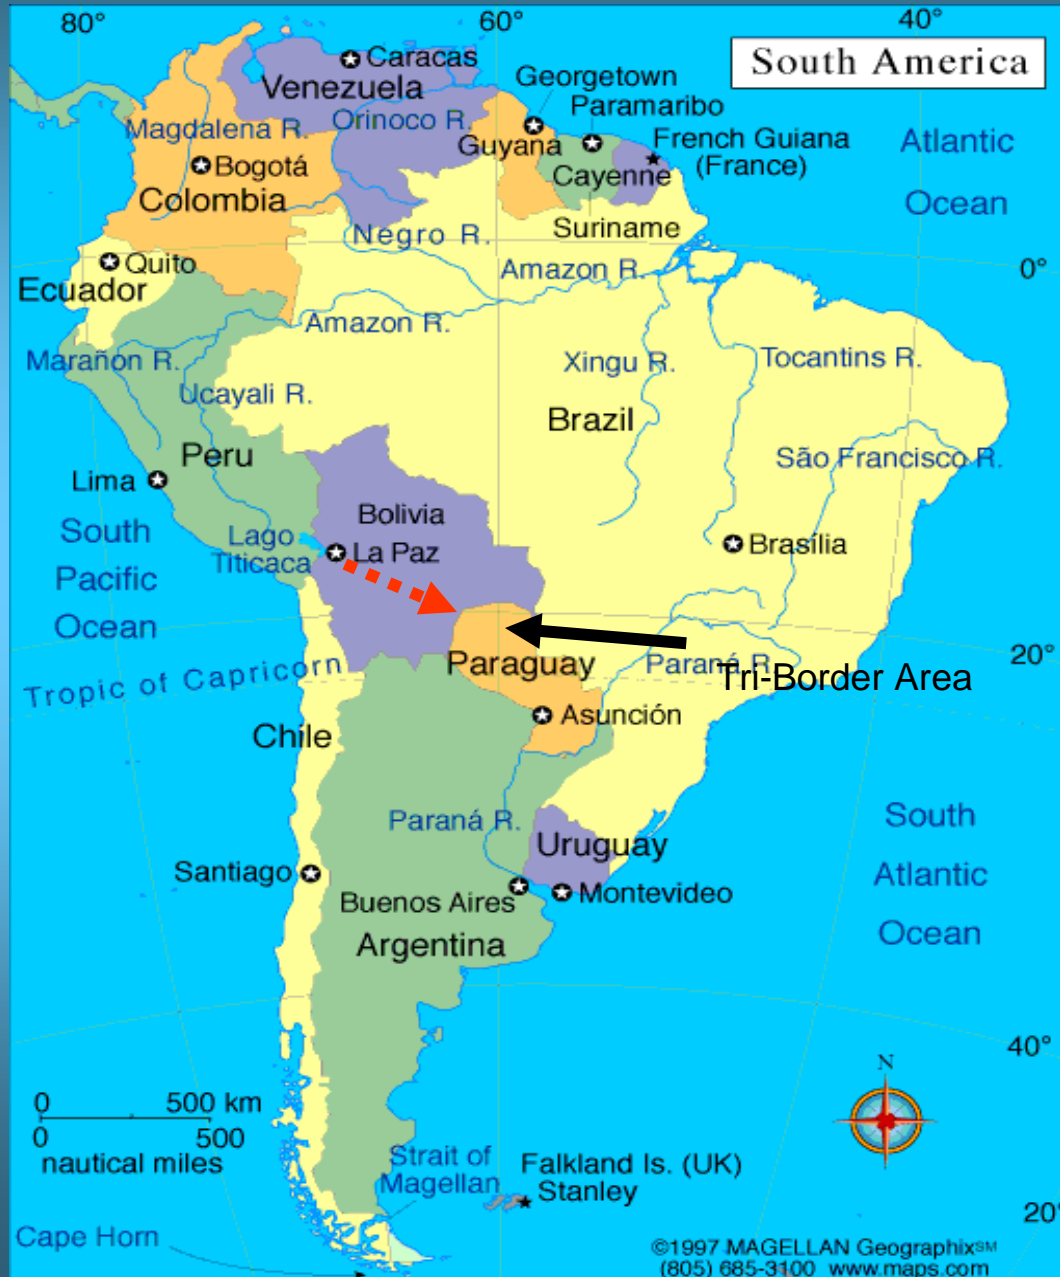 80°
60°
40°
South America
Caracas
Venezuela
Georgetown
Paramaribo
Magdalena R.
Orinoco R.
Guyana
French Guiana
(France)
Atlantic
Ocean
Bogotá
Cayenne
Colombia
Suriname
Negro R.
Quito
Amazon R.
0°
Ecuador
Amazon R.
Marañon R.
Xingu R.
Tocantins R.
Ucayali R.
Brazil
Peru
São Francisco R.
Lima
Bolivia
South
Pacific
Ocean
Lago
Titicaca
La Paz
Brasília
20°
Paraguay
Paraná R.
Tri-Border Area
Tropic of Capricorn
Asunción
Chile
Paraná R.
Uruguay
South
Atlantic
Ocean
Santiago
Buenos Aires
Montevideo
Argentina
40°
N
0 500 km
0 500
nautical miles
Strait of
Magellan
Falkland Is. (UK)
Stanley
20°
Cape Horn
©1997 MAGELLAN Geographix℠
(805) 685-3100 www.maps.com